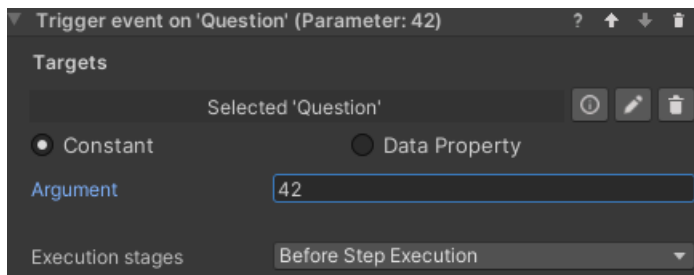 Trigger event on 'Question' (Parameter: 42) ?
Targets
Selected 'Question'
Constant Data Property
Argument 42
Execution stages Before Step Execution